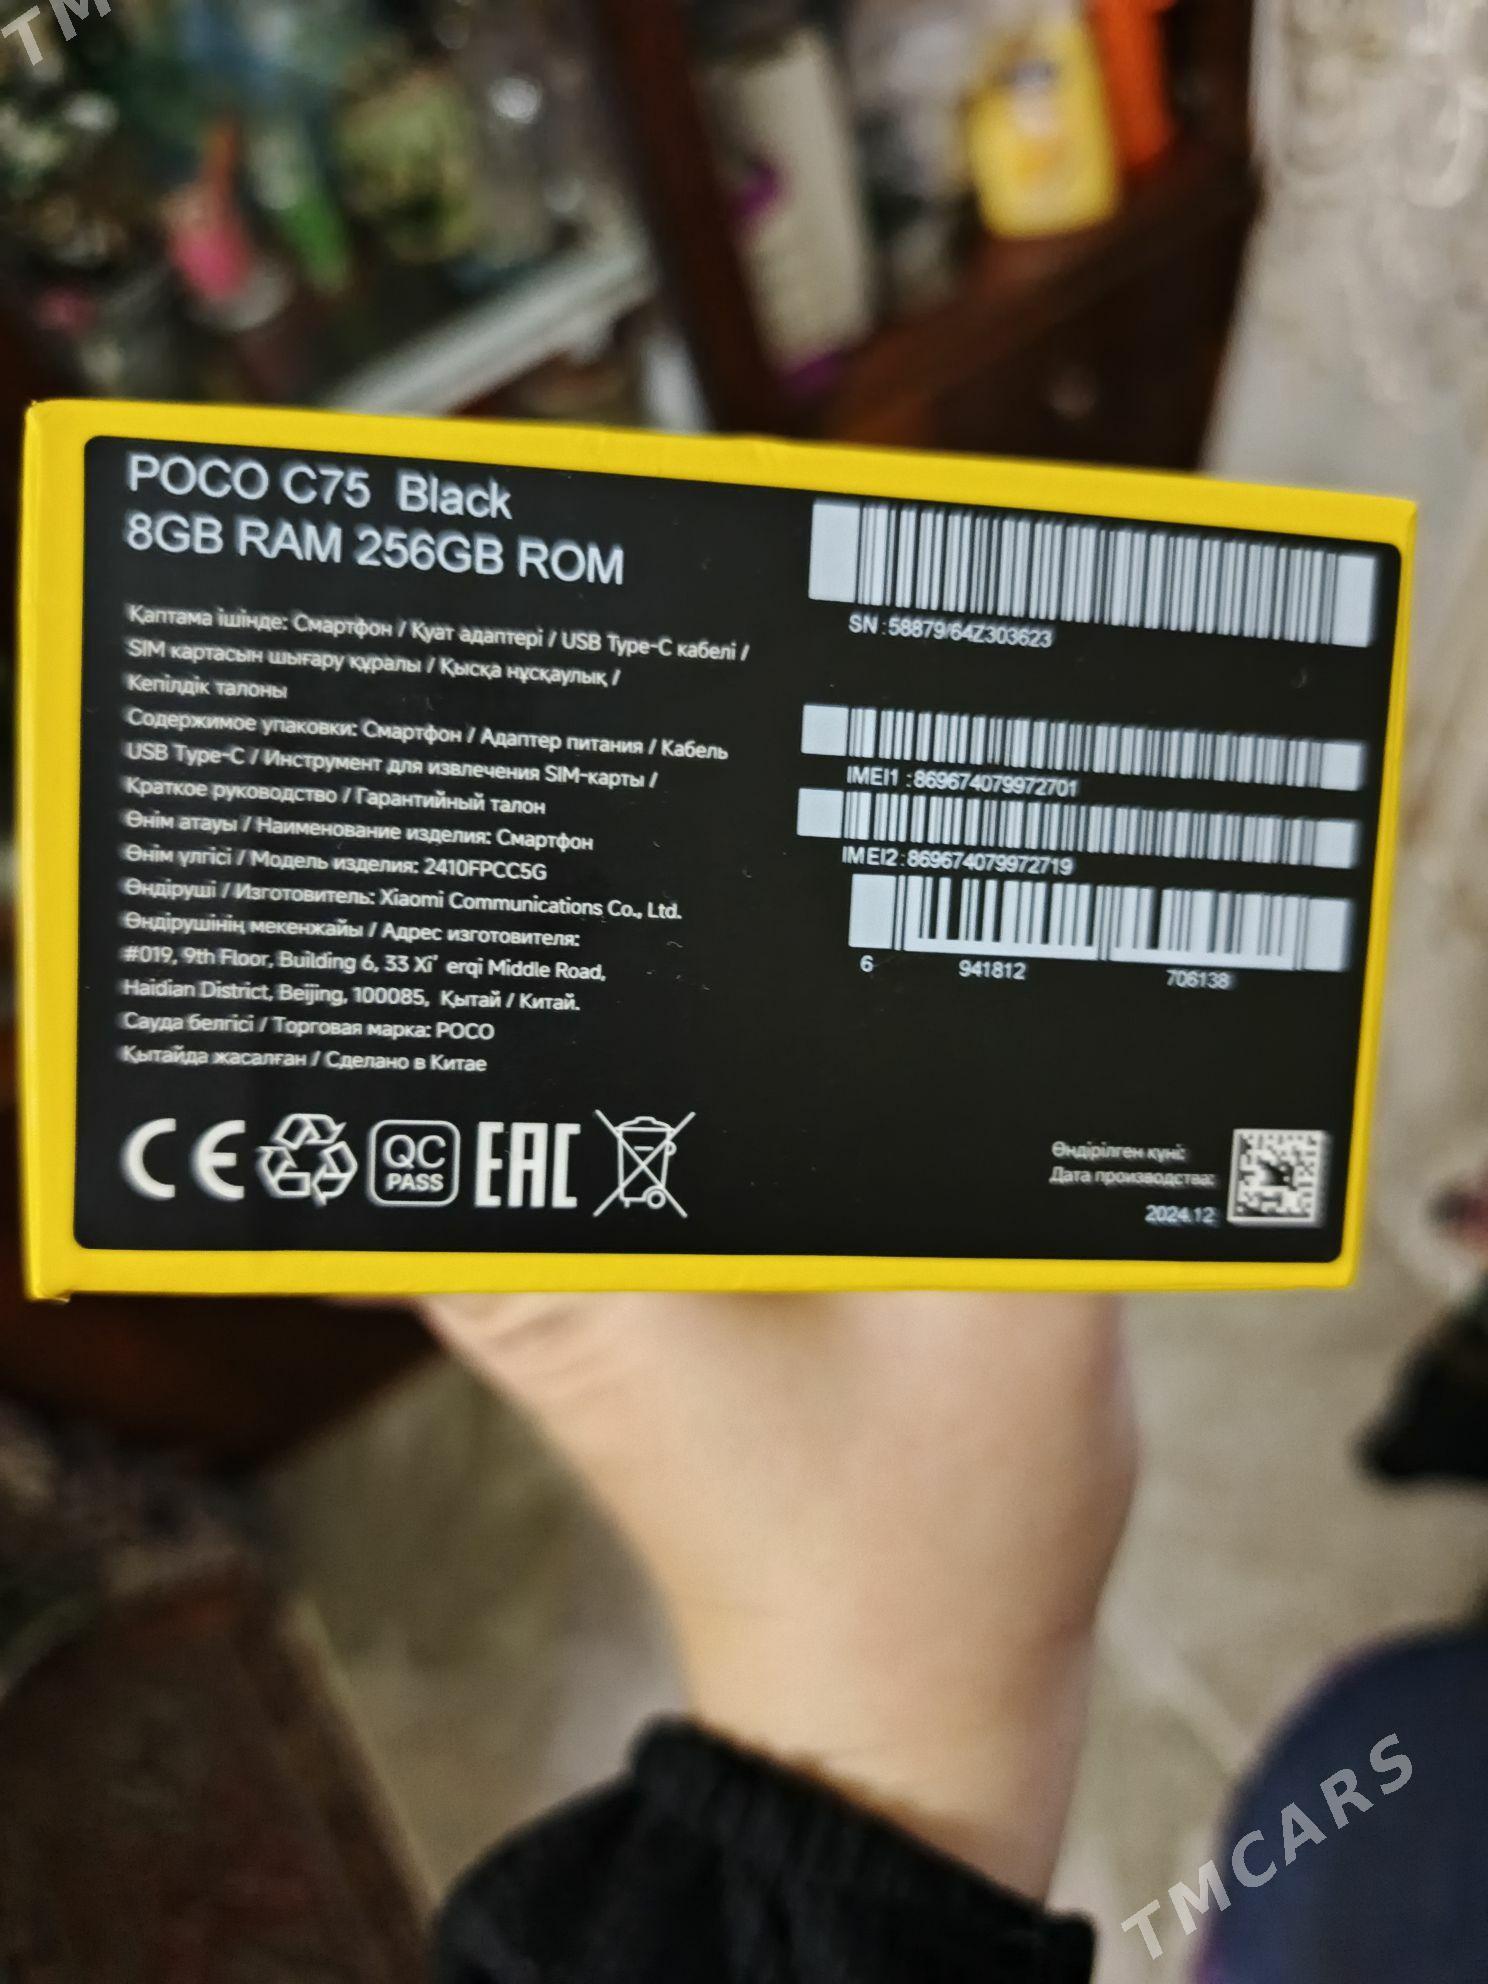 TM
POCO C75 Black
8GB RAM 256GB ROM
Қаптама ішінде: Смартфон / Қуат адаптері / USB Type-C кабелі /
SIM картасын шығару құралы / Қысқа нұсқаулық /
Кепілдік талоны
Содержимое упаковки: Смартфон / Адаптер питания / Кабель
USB Type-C / Инструмент для извлечения SIM-карты /
Краткое руководство / Гарантийный талон
Өнім атауы / Наименование изделия: Смартфон
Өнім үлгісі / Модель изделия: 2410FPCC5G
Өндіруші / Изготовитель: Xiaomi Communications Co., Ltd.
Өндірушінің мекенжайы / Адрес изготовителя:
#019, 9th Floor, Building 6, 33 Xi' erqi Middle Road,
Haidian District, Beijing, 100085, Қытай / Китай.
Сауда белгісі / Торговая марка: POCO
Қытайда жасалған / Сделано в Китае
CE
QC
PASS
EAC
SN:58879/64Z303623
IMEI1 :869674079972701
IMEI2:869674079972719
6 941812 706138
Өндірілген күні:
Дата производства:
2024.12
TMCARS